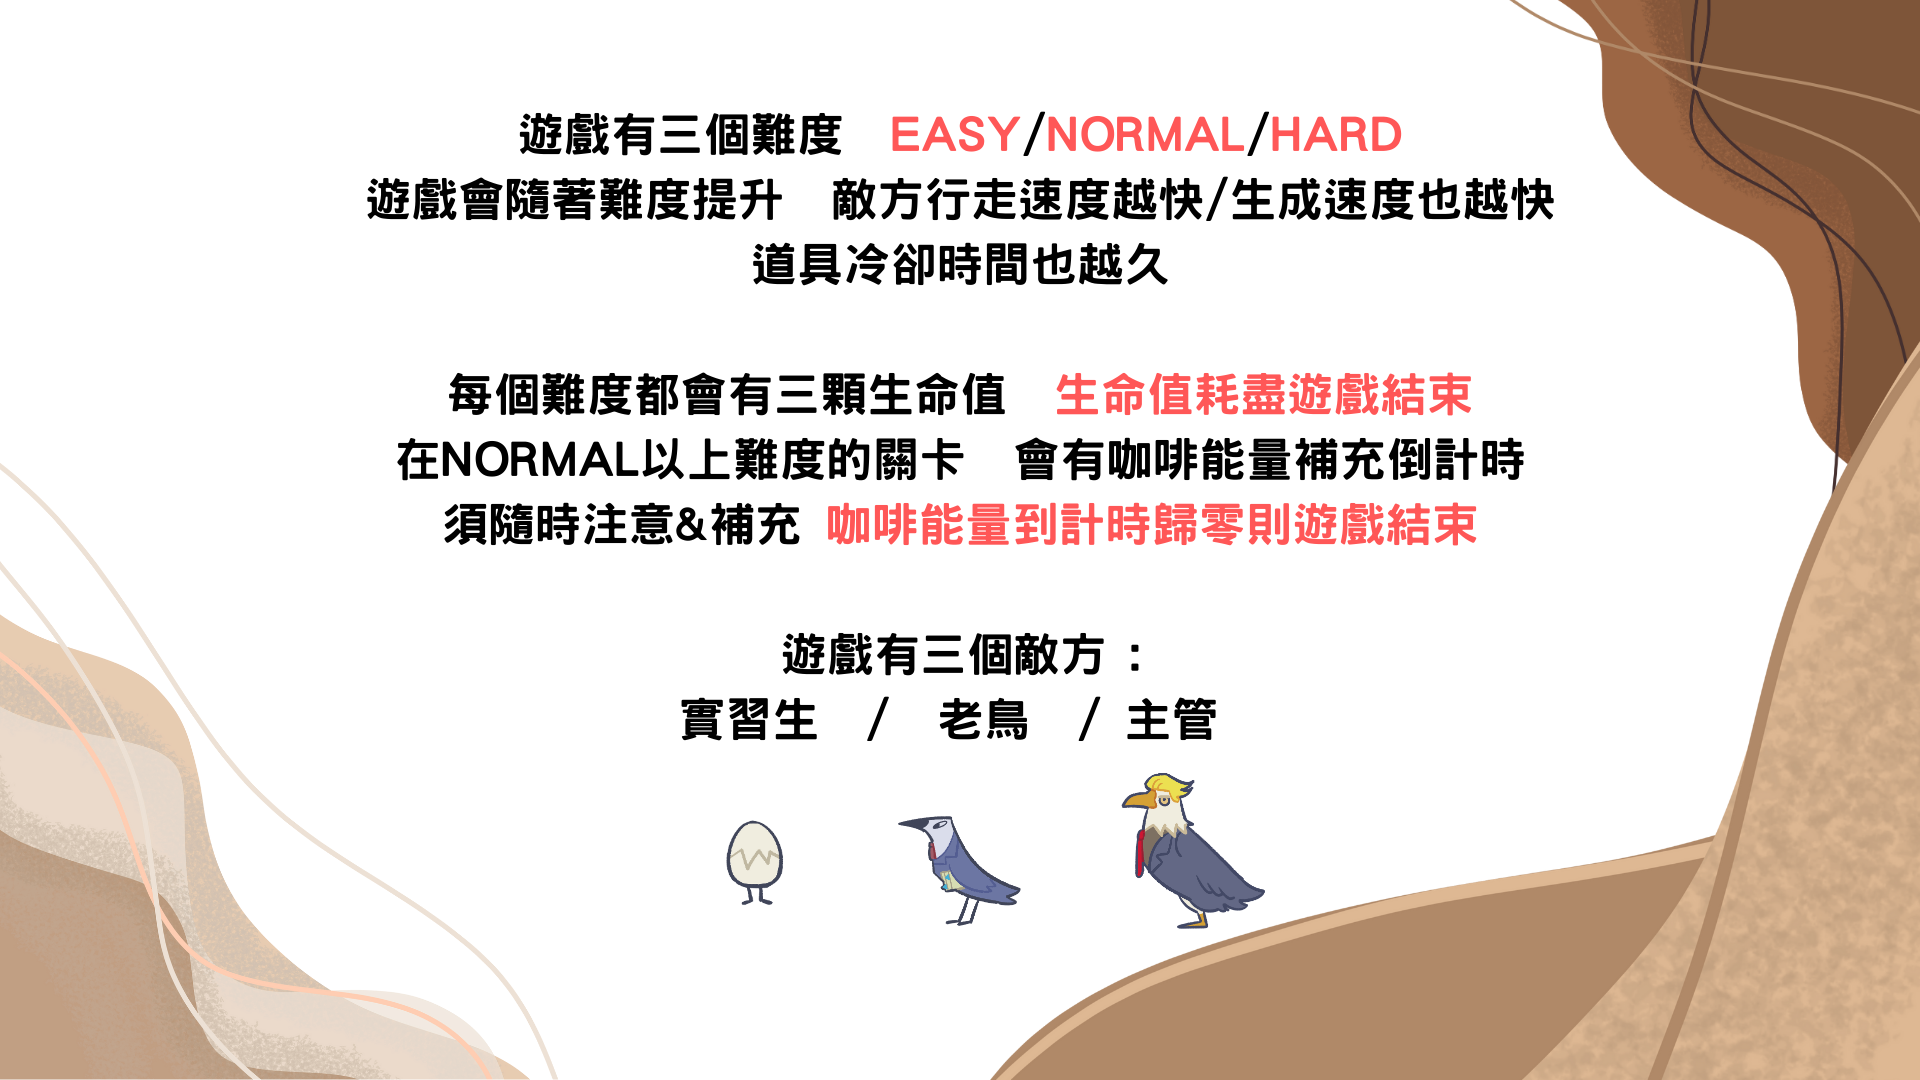 遊戲有三個難度　EASY/NORMAL/HARD
遊戲會隨著難度提升　敵方行走速度越快/生成速度也越快
道具冷卻時間也越久
每個難度都會有三顆生命值　生命值耗盡遊戲結束
在NORMAL以上難度的關卡　會有咖啡能量補充倒計時
須隨時注意&補充 咖啡能量到計時歸零則遊戲結束
遊戲有三個敵方：
實習生　/　老鳥　/ 主管